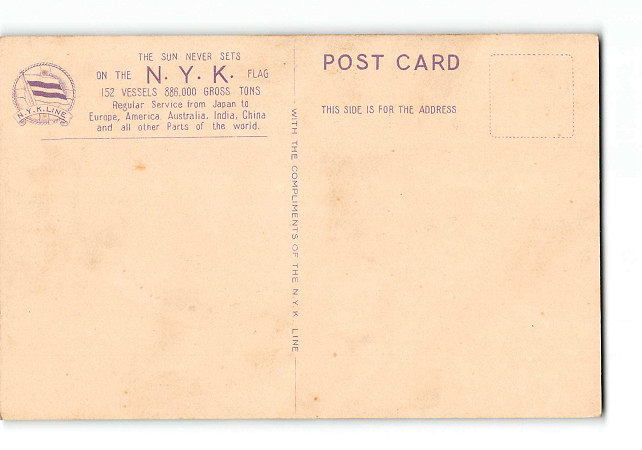 THE SUN NEVER SETS
ON THE N. Y. K. FLAG
152 VESSELS 886,000 GROSS TONS
Regular Service from Japan to
Europe, America, Australia, India, China
and all other Parts of the world.
N.Y.K. LINE
WITH THE COMPLIMENTS OF THE N.Y.K. LINE
POST CARD
THIS SIDE IS FOR THE ADDRESS